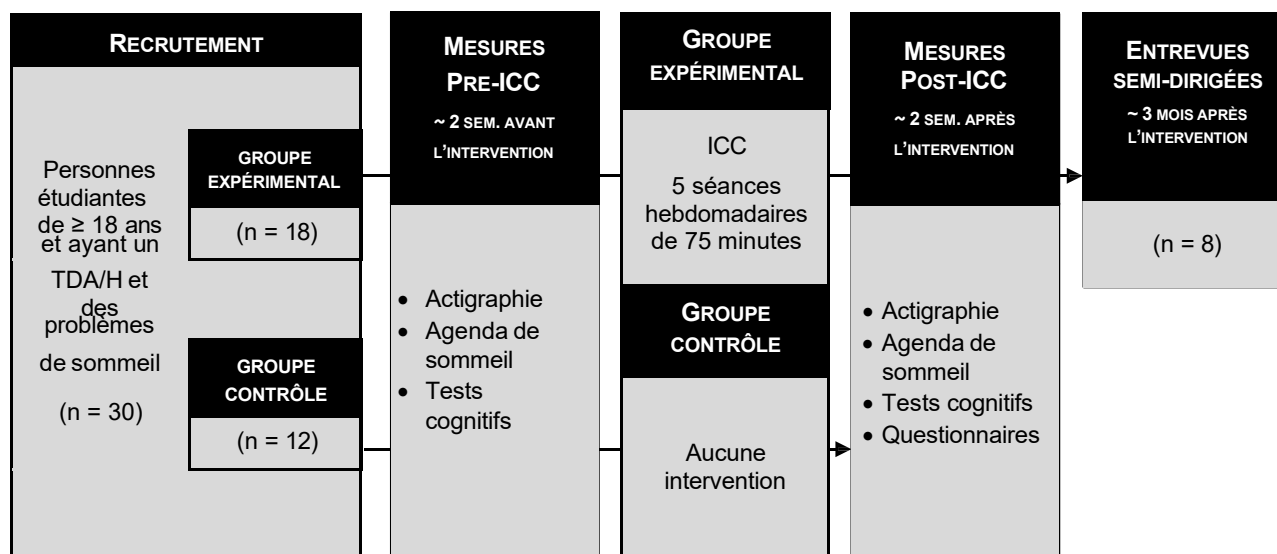 RECRUTEMENT
Personnes
étudiantes
de ≥ 18 ans
et ayant un
TDA/H et
des
problèmes
de sommeil
(n = 30)
GROUPE
EXPÉRIMENTAL
(n = 18)
GROUPE
CONTRÔLE
(n = 12)
MESURES
PRE-ICC
~ 2 SEM. AVANT
L'INTERVENTION
• Actigraphie
• Agenda de
sommeil
• Tests
cognitifs
GROUPE
EXPÉRIMENTAL
ICC
5 séances
hebdomadaires
de 75 minutes
GROUPE
CONTRÔLE
Aucune
intervention
MESURES
POST-ICC
~ 2 SEM. APRÈS
L'INTERVENTION
• Actigraphie
• Agenda de
sommeil
• Tests cognitifs
• Questionnaires
ENTREVUES
SEMI-DIRIGÉES
~ 3 MOIS APRÈS
L'INTERVENTION
(n = 8)